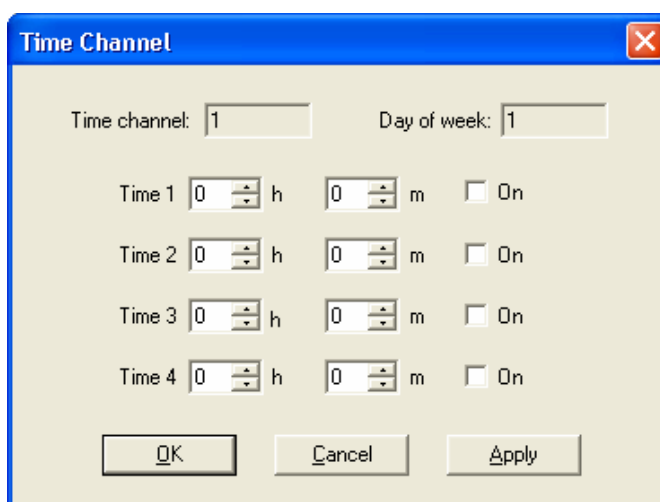 Time Channel
Time channel: 1 Day of week: 1
Time 1 0 h 0 m On
Time 2 0 h 0 m On
Time 3 0 h 0 m On
Time 4 0 h 0 m On
OK Cancel Apply